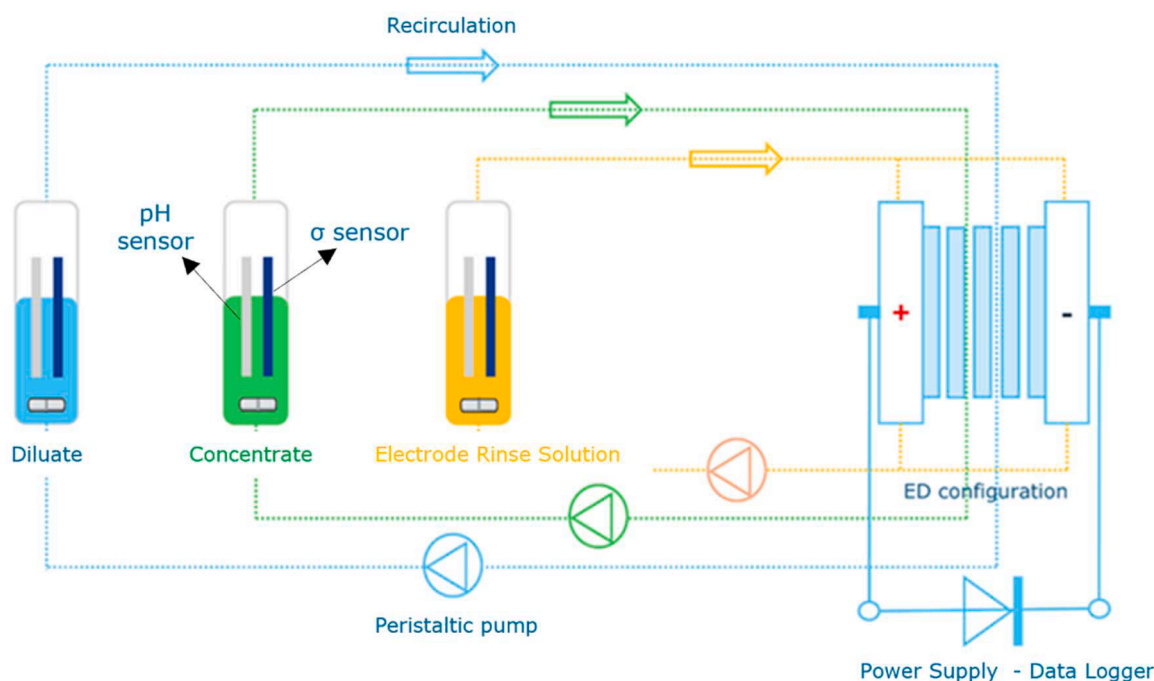 Recirculation
pH
sensor
σ sensor
+
-
Diluate
Concentrate
Electrode Rinse Solution
ED configuration
Peristaltic pump
Power Supply - Data Logger